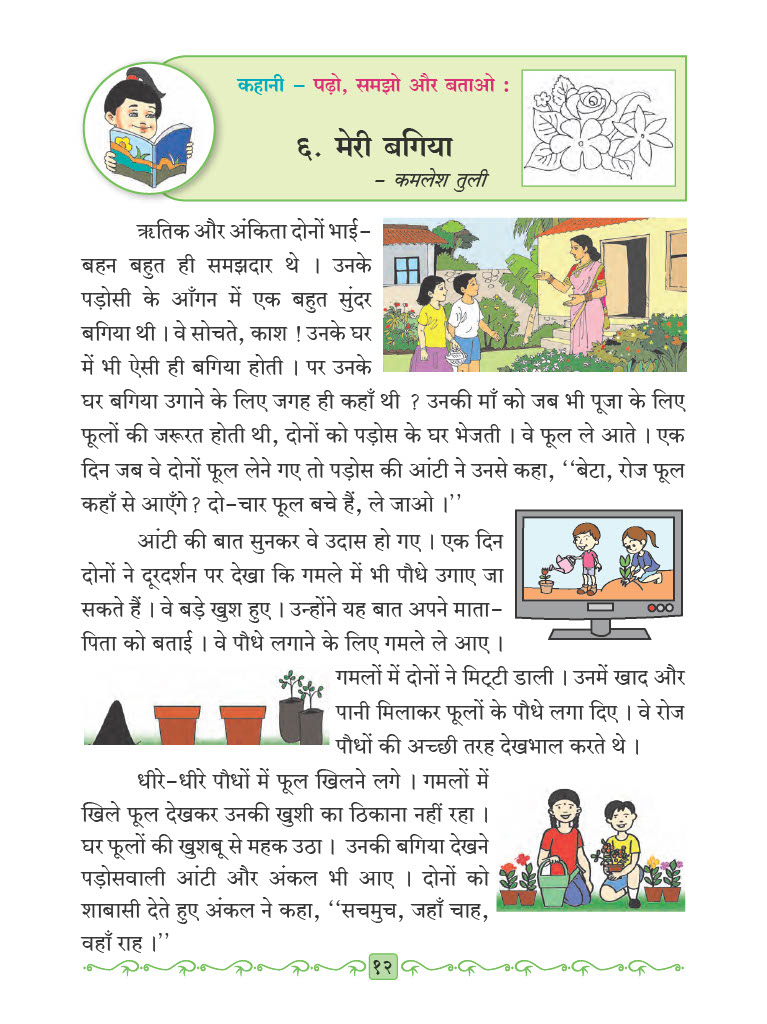 कहानी – पढ़ो, समझो और बताओ :
६. मेरी बगिया
– कमलेश तुली
ऋतिक और अंकिता दोनों भाई–
बहन बहुत ही समझदार थे । उनके
पड़ोसी के आँगन में एक बहुत सुंदर
बगिया थी । वे सोचते, काश ! उनके घर
में भी ऐसी ही बगिया होती । पर उनके
घर बगिया उगाने के लिए जगह ही कहाँ थी ? उनकी माँ को जब भी पूजा के लिए
फूलों की जरूरत होती थी, दोनों को पड़ोस के घर भेजती । वे फूल ले आते । एक
दिन जब वे दोनों फूल लेने गए तो पड़ोस की आंटी ने उनसे कहा, ‘‘बेटा, रोज फूल
कहाँ से आएँगे ? दो–चार फूल बचे हैं, ले जाओ ।’’
आंटी की बात सुनकर वे उदास हो गए । एक दिन
दोनों ने दूरदर्शन पर देखा कि गमले में भी पौधे उगाए जा
सकते हैं । वे बड़े खुश हुए । उन्होंने यह बात अपने माता–
पिता को बताई । वे पौधे लगाने के लिए गमले ले आए ।
गमलों में दोनों ने मिट्टी डाली । उनमें खाद और
पानी मिलाकर फूलों के पौधे लगा दिए । वे रोज
पौधों की अच्छी तरह देखभाल करते थे ।
धीरे–धीरे पौधों में फूल खिलने लगे । गमलों में
खिले फूल देखकर उनकी खुशी का ठिकाना नहीं रहा ।
घर फूलों की खुशबू से महक उठा । उनकी बगिया देखने
पड़ोसवाली आंटी और अंकल भी आए । दोनों को
शाबासी देते हुए अंकल ने कहा, ‘‘सचमुच, जहाँ चाह,
वहाँ राह ।’’
१२